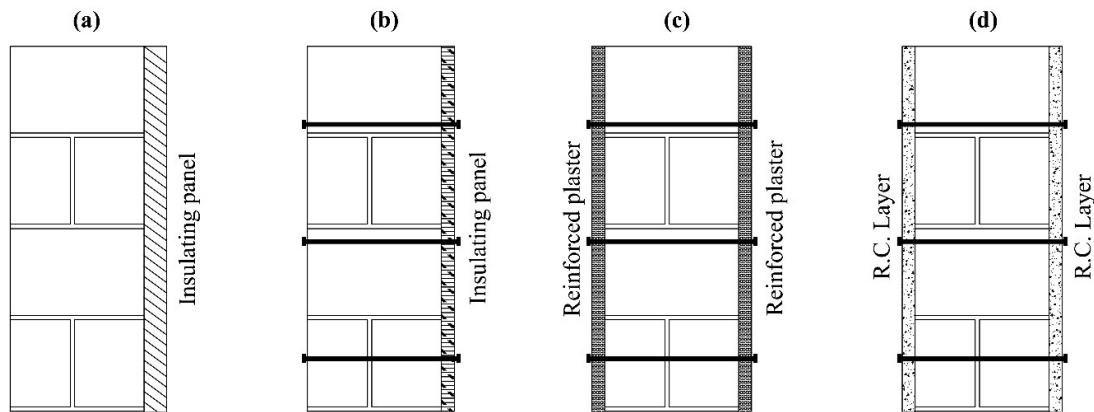 (a)
(b)
(c)
(d)
Insulating panel
Insulating panel
Reinforced plaster
Reinforced plaster
R.C. Layer
R.C. Layer